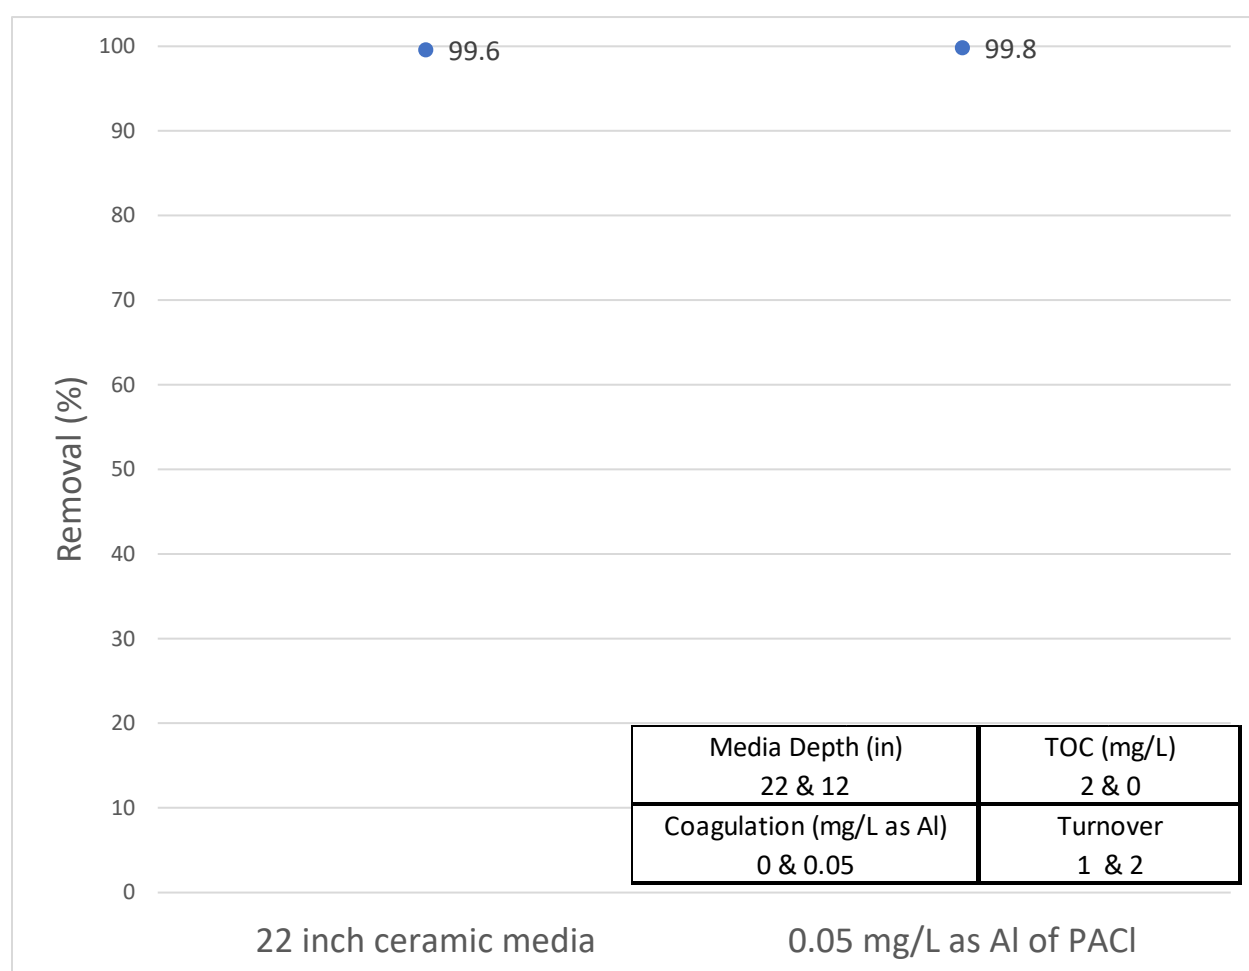 100
90
80
70
60
50
40
30
20
10
0
Removal (%)
99.6
99.8
Media Depth (in)
22 & 12
TOC (mg/L)
2 & 0
Coagulation (mg/L as Al)
0 & 0.05
Turnover
1 & 2
22 inch ceramic media
0.05 mg/L as Al of PACl